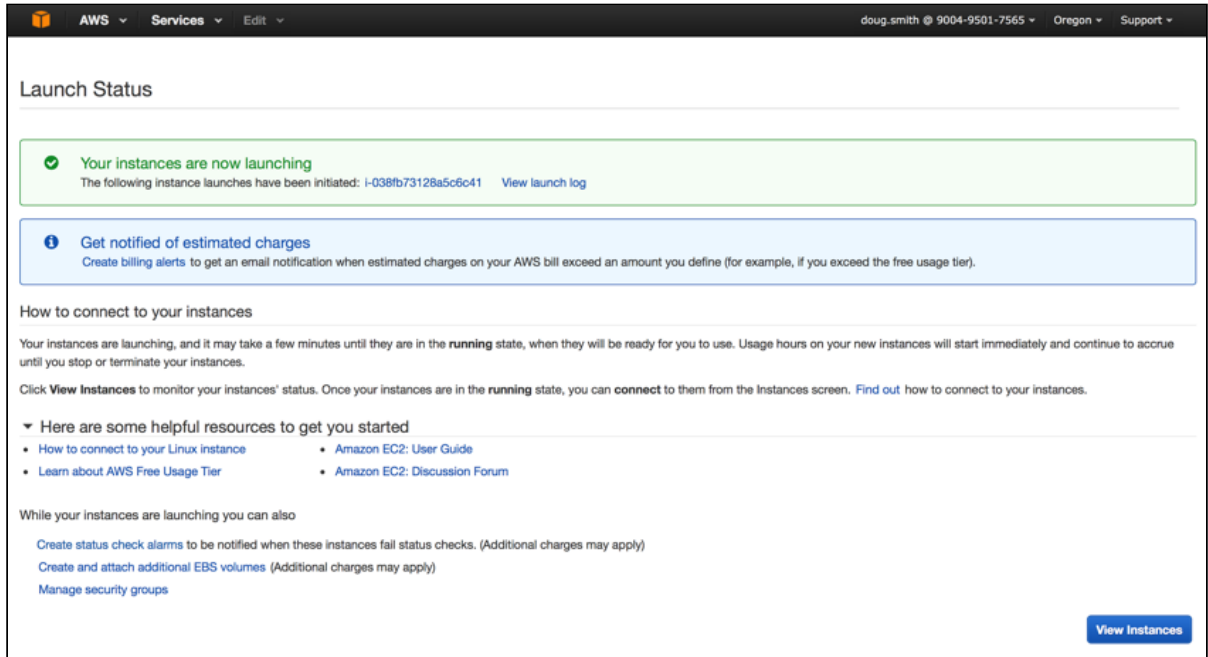 AWS Services Edit doug.smith @ 9004-9501-7565 Oregon Support
Launch Status
Your instances are now launching
The following instance launches have been initiated: i-038fb73128a5c6c41 View launch log
Get notified of estimated charges
Create billing alerts to get an email notification when estimated charges on your AWS bill exceed an amount you define (for example, if you exceed the free usage tier).
How to connect to your instances
Your instances are launching, and it may take a few minutes until they are in the running state, when they will be ready for you to use. Usage hours on your new instances will start immediately and continue to accrue
until you stop or terminate your instances.
Click View Instances to monitor your instances' status. Once your instances are in the running state, you can connect to them from the Instances screen. Find out how to connect to your instances.
Here are some helpful resources to get you started
• How to connect to your Linux instance • Amazon EC2: User Guide
• Learn about AWS Free Usage Tier • Amazon EC2: Discussion Forum
While your instances are launching you can also
Create status check alarms to be notified when these instances fail status checks. (Additional charges may apply)
Create and attach additional EBS volumes (Additional charges may apply)
Manage security groups
View Instances